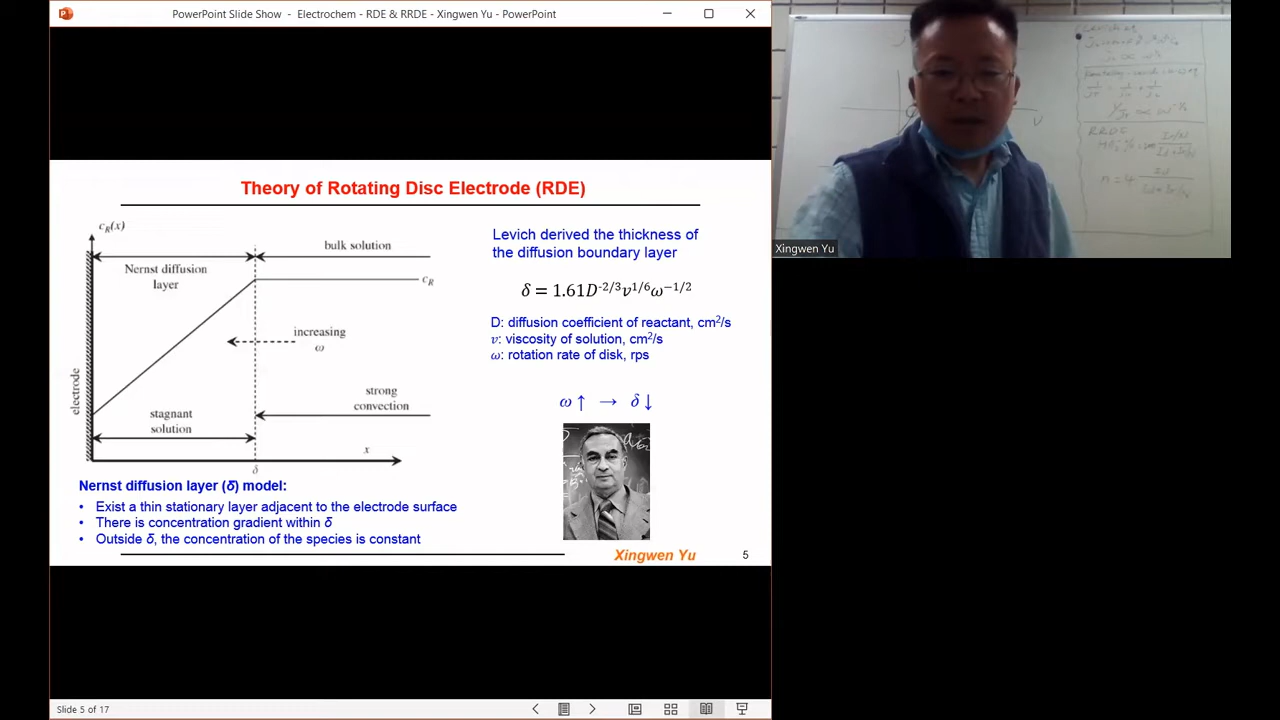 PowerPoint Slide Show - Electrochem - RDE & RRDE - Xingwen Yu - PowerPoint
Theory of Rotating Disc Electrode (RDE)
c_R(x)
bulk solution
Nernst diffusion
layer
c_R
increasing
ω
electrode
strong
convection
stagnant
solution
x
δ
Nernst diffusion layer (δ) model:
• Exist a thin stationary layer adjacent to the electrode surface
• There is concentration gradient within δ
• Outside δ, the concentration of the species is constant
Levich derived the thickness of
the diffusion boundary layer
δ = 1.61D^-2/3 ν^1/6 ω^−1/2
D: diffusion coefficient of reactant, cm²/s
ν: viscosity of solution, cm²/s
ω: rotation rate of disk, rps
ω ↑ → δ ↓
Xingwen Yu
5
Slide 5 of 17
Xingwen Yu
V
RRDE
n = 4